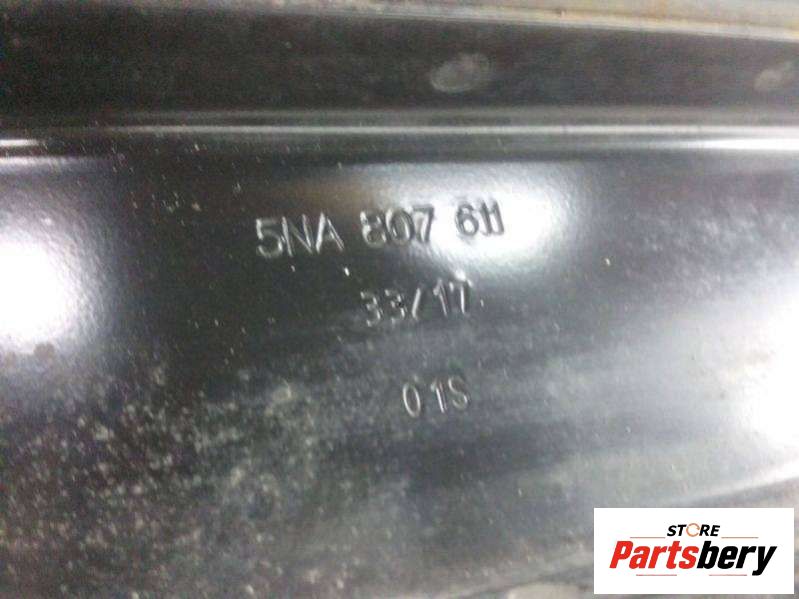 5NA 807 611
33/17
01S
STORE
Partsbery